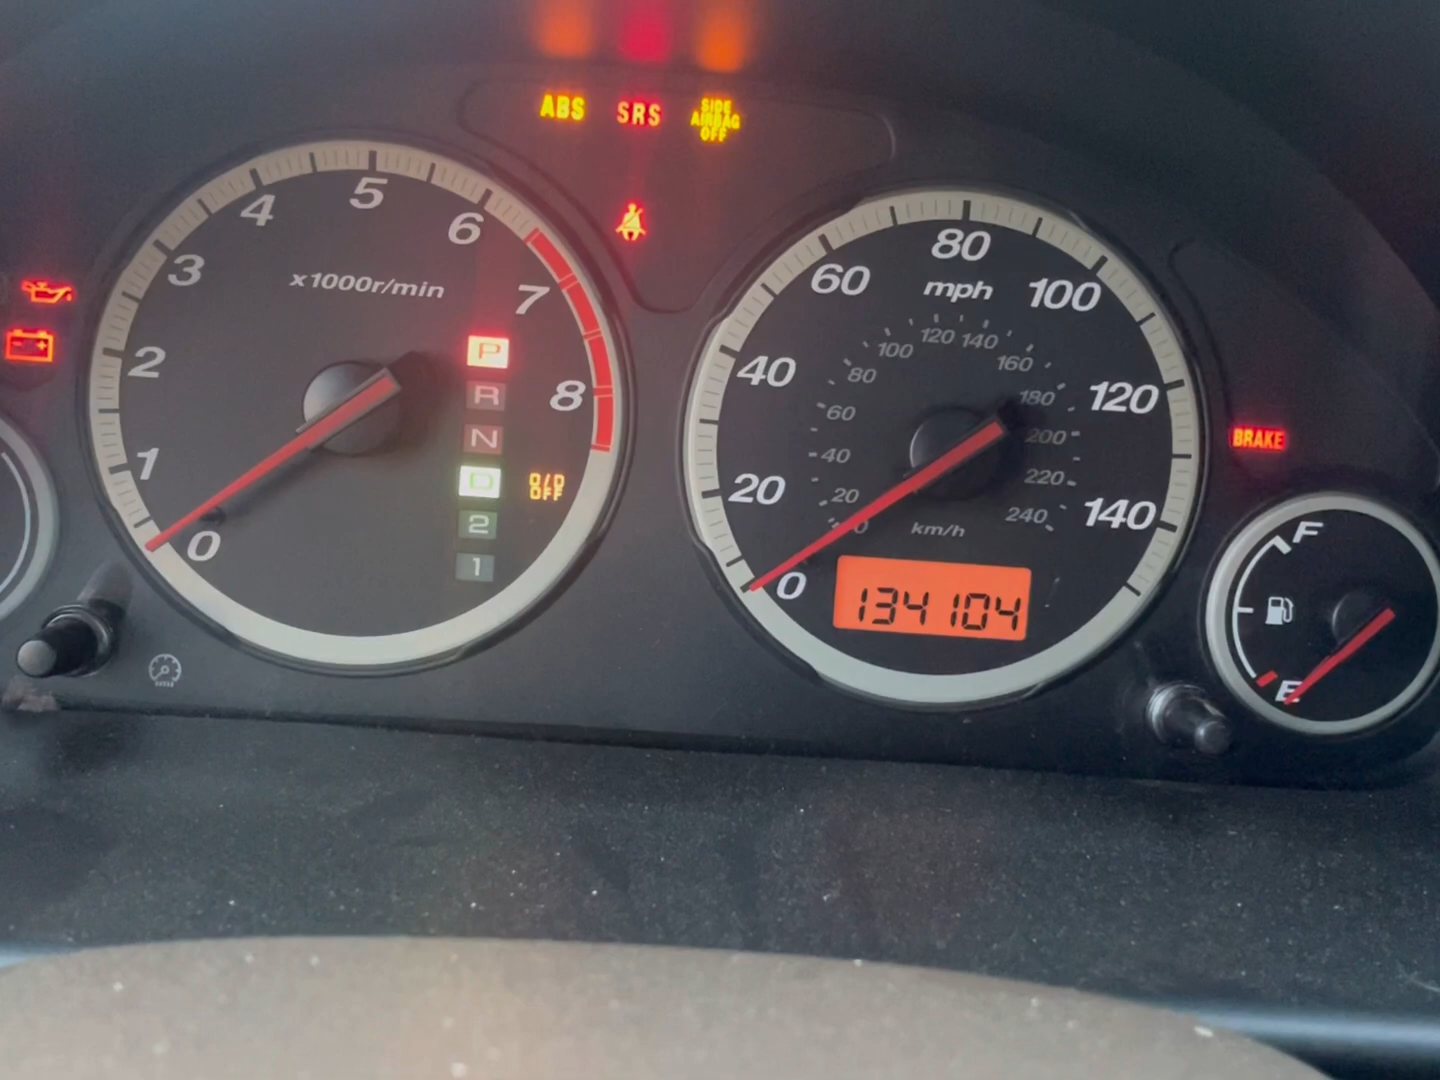 ABS SRS SIDE
AIRBAG
OFF
0 1 2 3 4 5 6 7 8
x1000r/min
P
R
N
D
2
1
O/D
OFF
0 20 40 60 80 100 120 140
mph
0 20 40 60 80 100 120 140 160 180 200 220 240
km/h
134104
BRAKE
F
E